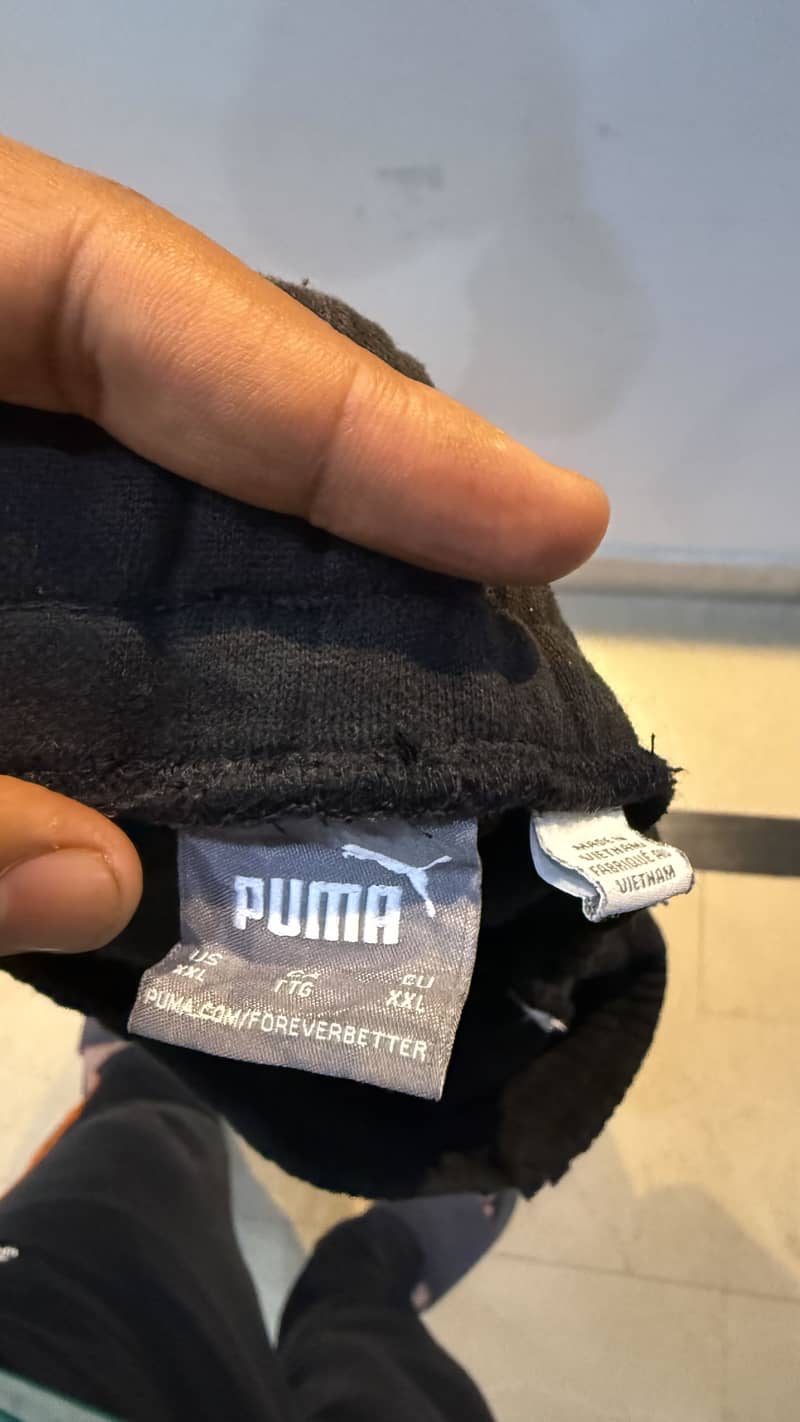 PUMA
US
XXL
TTG
EU
XXL
PUMA.COM/FOREVERBETTER
MADE IN
VIETNAM
FABRIQUÉ AU
VIETNAM